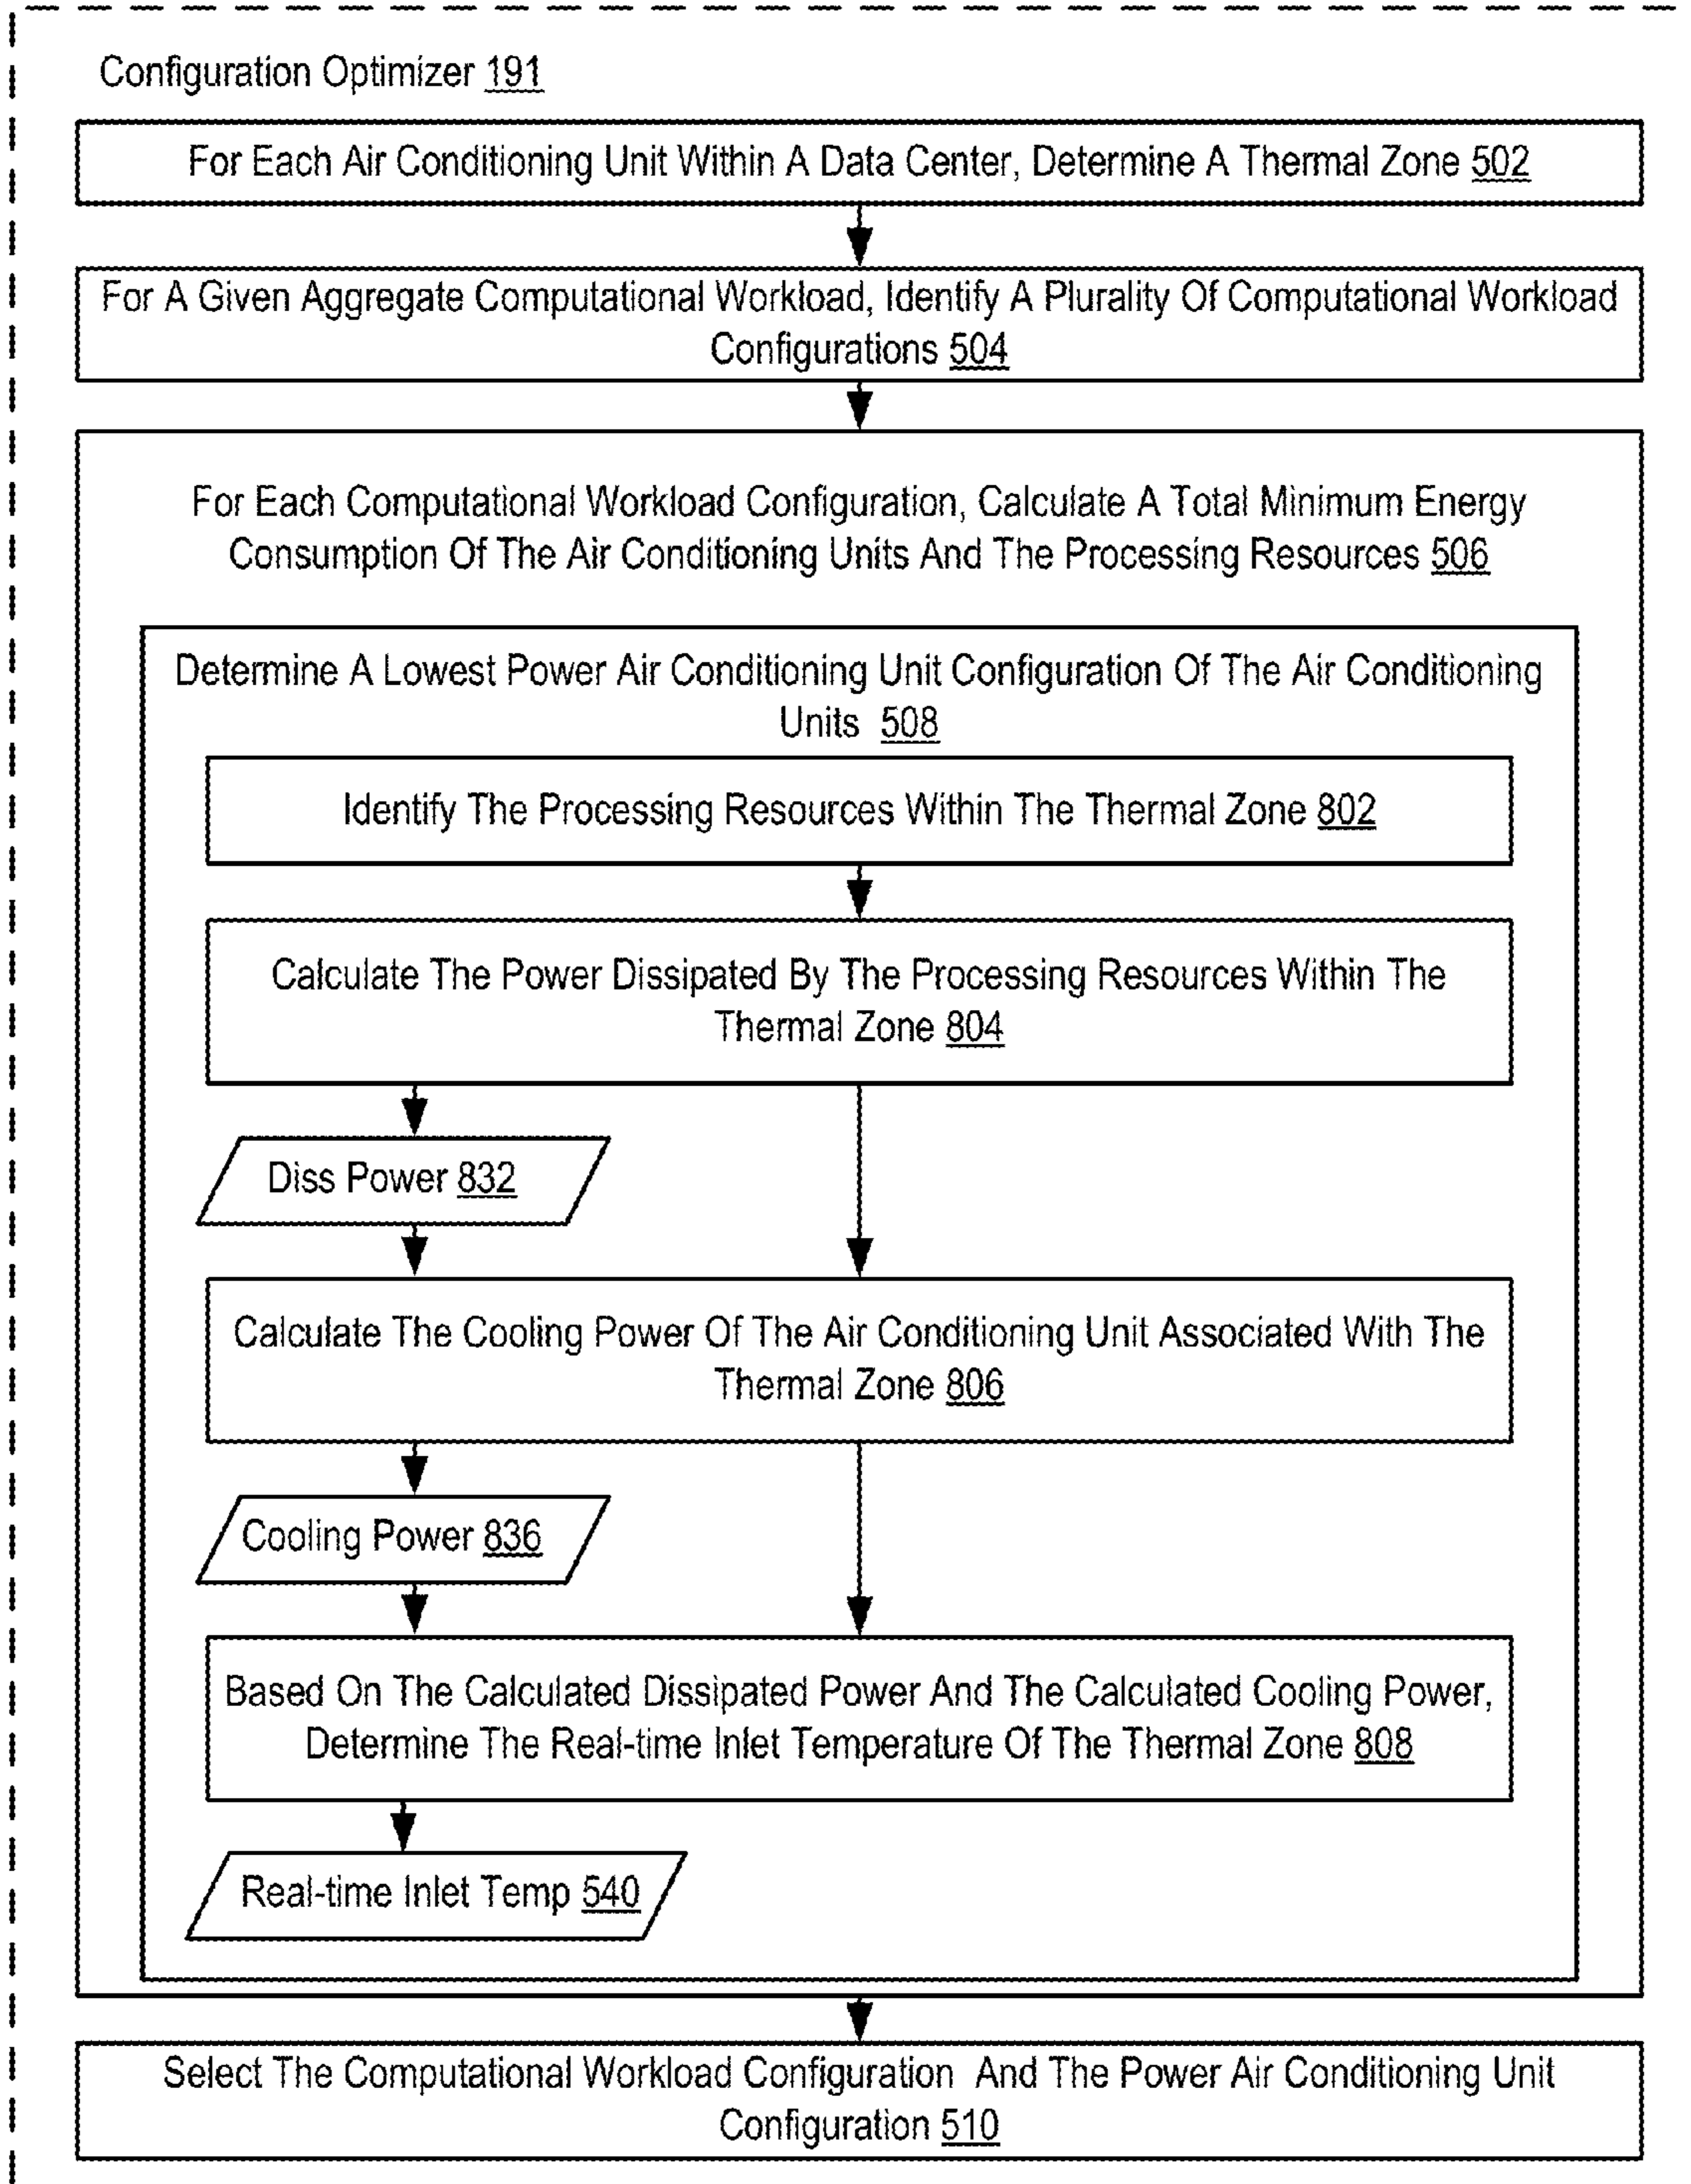 Configuration Optimizer 191
For Each Air Conditioning Unit Within A Data Center, Determine A Thermal Zone 502
For A Given Aggregate Computational Workload, Identify A Plurality Of Computational Workload
Configurations 504
For Each Computational Workload Configuration, Calculate A Total Minimum Energy
Consumption Of The Air Conditioning Units And The Processing Resources 506
Determine A Lowest Power Air Conditioning Unit Configuration Of The Air Conditioning
Units 508
Identify The Processing Resources Within The Thermal Zone 802
Calculate The Power Dissipated By The Processing Resources Within The
Thermal Zone 804
Diss Power 832
Calculate The Cooling Power Of The Air Conditioning Unit Associated With The
Thermal Zone 806
Cooling Power 836
Based On The Calculated Dissipated Power And The Calculated Cooling Power,
Determine The Real-time Inlet Temperature Of The Thermal Zone 808
Real-time Inlet Temp 540
Select The Computational Workload Configuration And The Power Air Conditioning Unit
Configuration 510